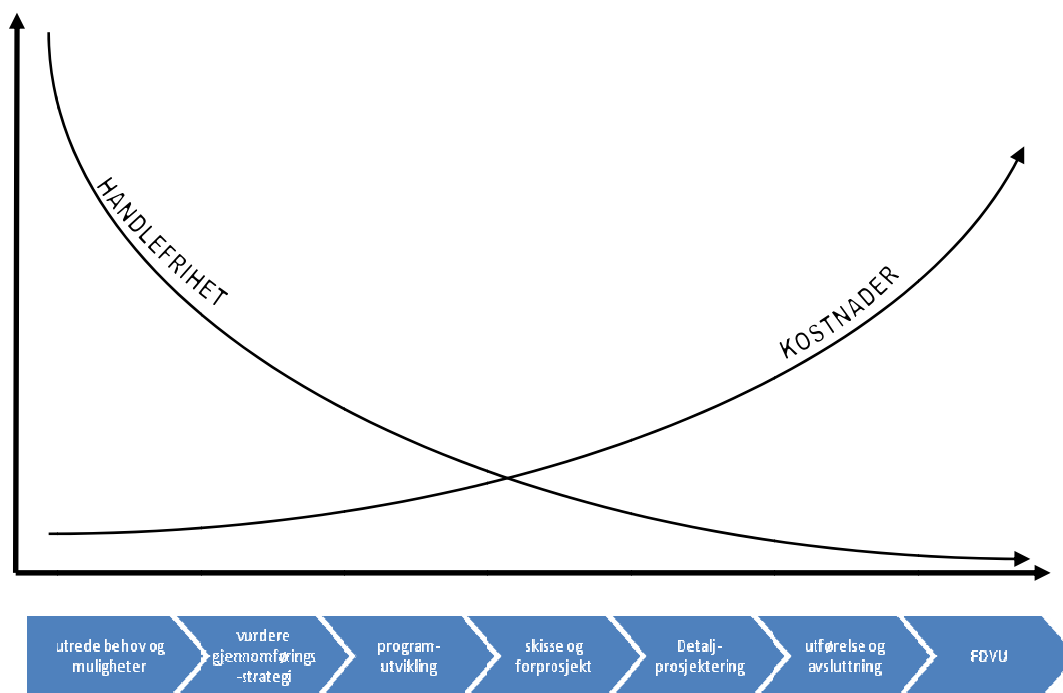 HANDLEFRIHET
KOSTNADER
utrede behov og
muligheter
vurdere
gjennomførings
-strategi
program-
utvikling
skisse og
forprosjekt
Detalj-
prosjektering
utførelse og
avsluttning
FDVU